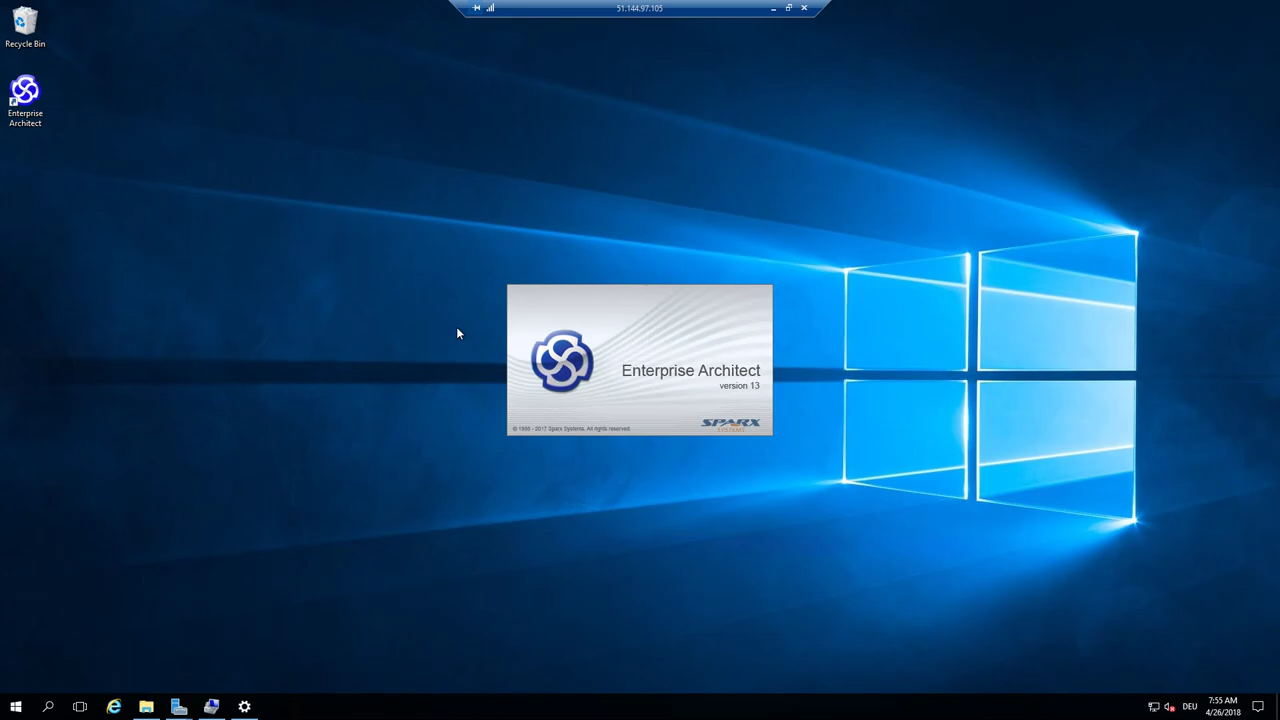 51.144.97.105
Recycle Bin
Enterprise
Architect
Enterprise Architect
version 13
© 1998 - 2017 Sparx Systems. All rights reserved.
SPARX
SYSTEMS
DEU
7:55 AM
4/26/2018